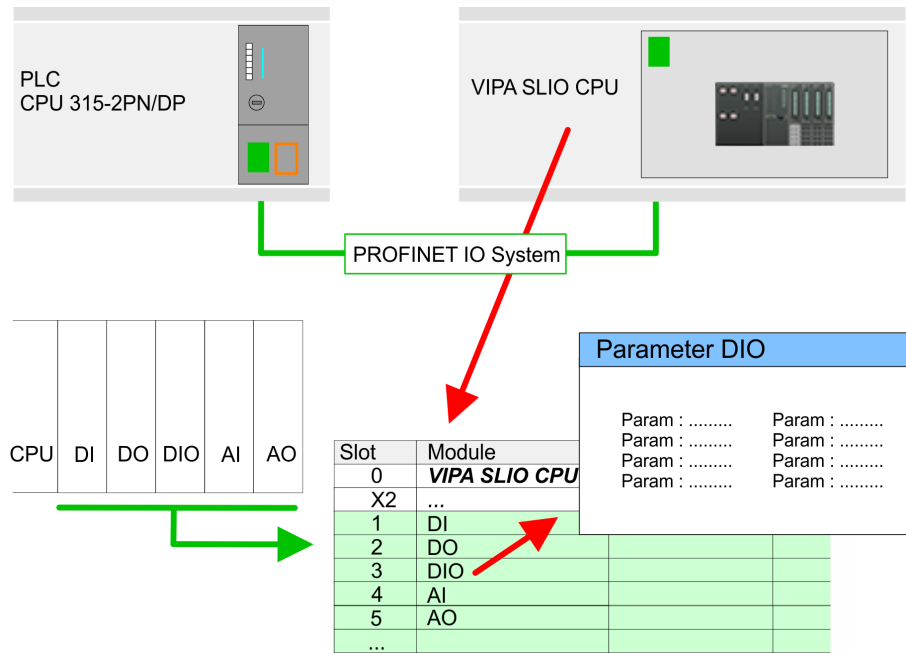 PLC
CPU 315-2PN/DP
VIPA SLIO CPU
PROFINET IO System
CPU DI DO DIO AI AO
Parameter DIO
Param : ......... Param : .........
Param : ......... Param : .........
Param : ......... Param : .........
Param : ......... Param : .........
Slot Module
0 VIPA SLIO CPU
X2 ...
1 DI
2 DO
3 DIO
4 AI
5 AO
...